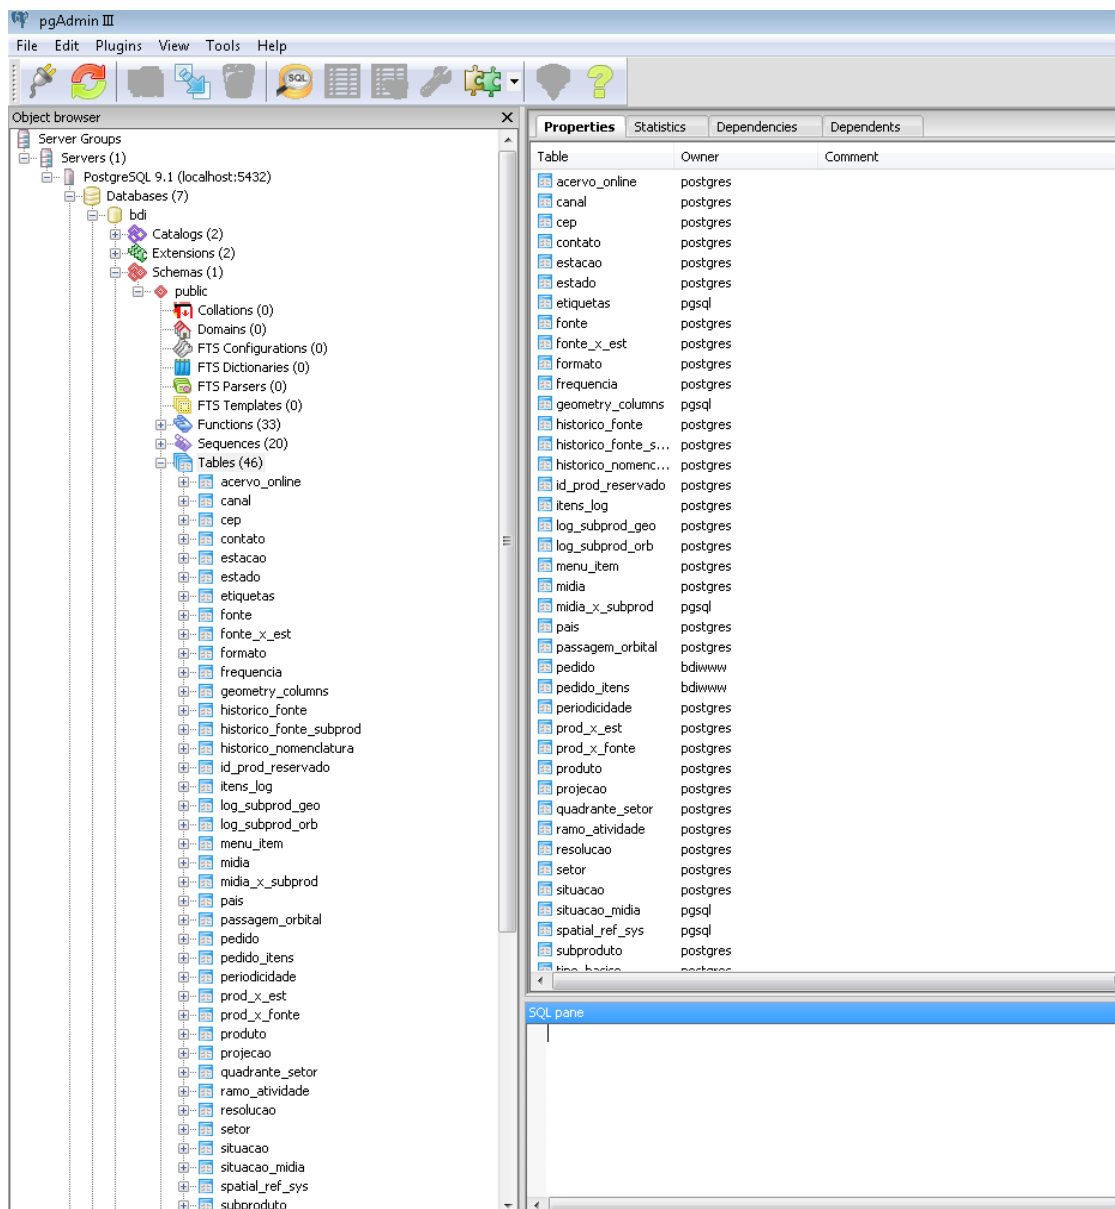 pgAdmin III
File Edit Plugins View Tools Help
SQL
Object browser
Server Groups
Servers (1)
PostgreSQL 9.1 (localhost:5432)
Databases (7)
bdi
Catalogs (2)
Extensions (2)
Schemas (1)
public
Collations (0)
Domains (0)
FTS Configurations (0)
FTS Dictionaries (0)
FTS Parsers (0)
FTS Templates (0)
Functions (33)
Sequences (20)
Tables (46)
acervo_online
canal
cep
contato
estacao
estado
etiquetas
fonte
fonte_x_est
formato
frequencia
geometry_columns
historico_fonte
historico_fonte_subprod
historico_nomenclatura
id_prod_reservado
itens_log
log_subprod_geo
log_subprod_orb
menu_item
midia
midia_x_subprod
pais
passagem_orbital
pedido
pedido_itens
periodicidade
prod_x_est
prod_x_fonte
produto
projecao
quadrante_setor
ramo_atividade
resolucao
setor
situacao
situacao_midia
spatial_ref_sys
subproduto
Properties Statistics Dependencies Dependents
Table Owner Comment
acervo_online postgres
canal postgres
cep postgres
contato postgres
estacao postgres
estado postgres
etiquetas pgsql
fonte postgres
fonte_x_est postgres
formato postgres
frequencia postgres
geometry_columns pgsql
historico_fonte postgres
historico_fonte_s... postgres
historico_nomenc... postgres
id_prod_reservado postgres
itens_log postgres
log_subprod_geo postgres
log_subprod_orb postgres
menu_item postgres
midia postgres
midia_x_subprod pgsql
pais postgres
passagem_orbital postgres
pedido bdiwww
pedido_itens bdiwww
periodicidade postgres
prod_x_est postgres
prod_x_fonte postgres
produto postgres
projecao postgres
quadrante_setor postgres
ramo_atividade postgres
resolucao postgres
setor postgres
situacao postgres
situacao_midia pgsql
spatial_ref_sys pgsql
subproduto postgres
tipo_basico postgres
SQL pane